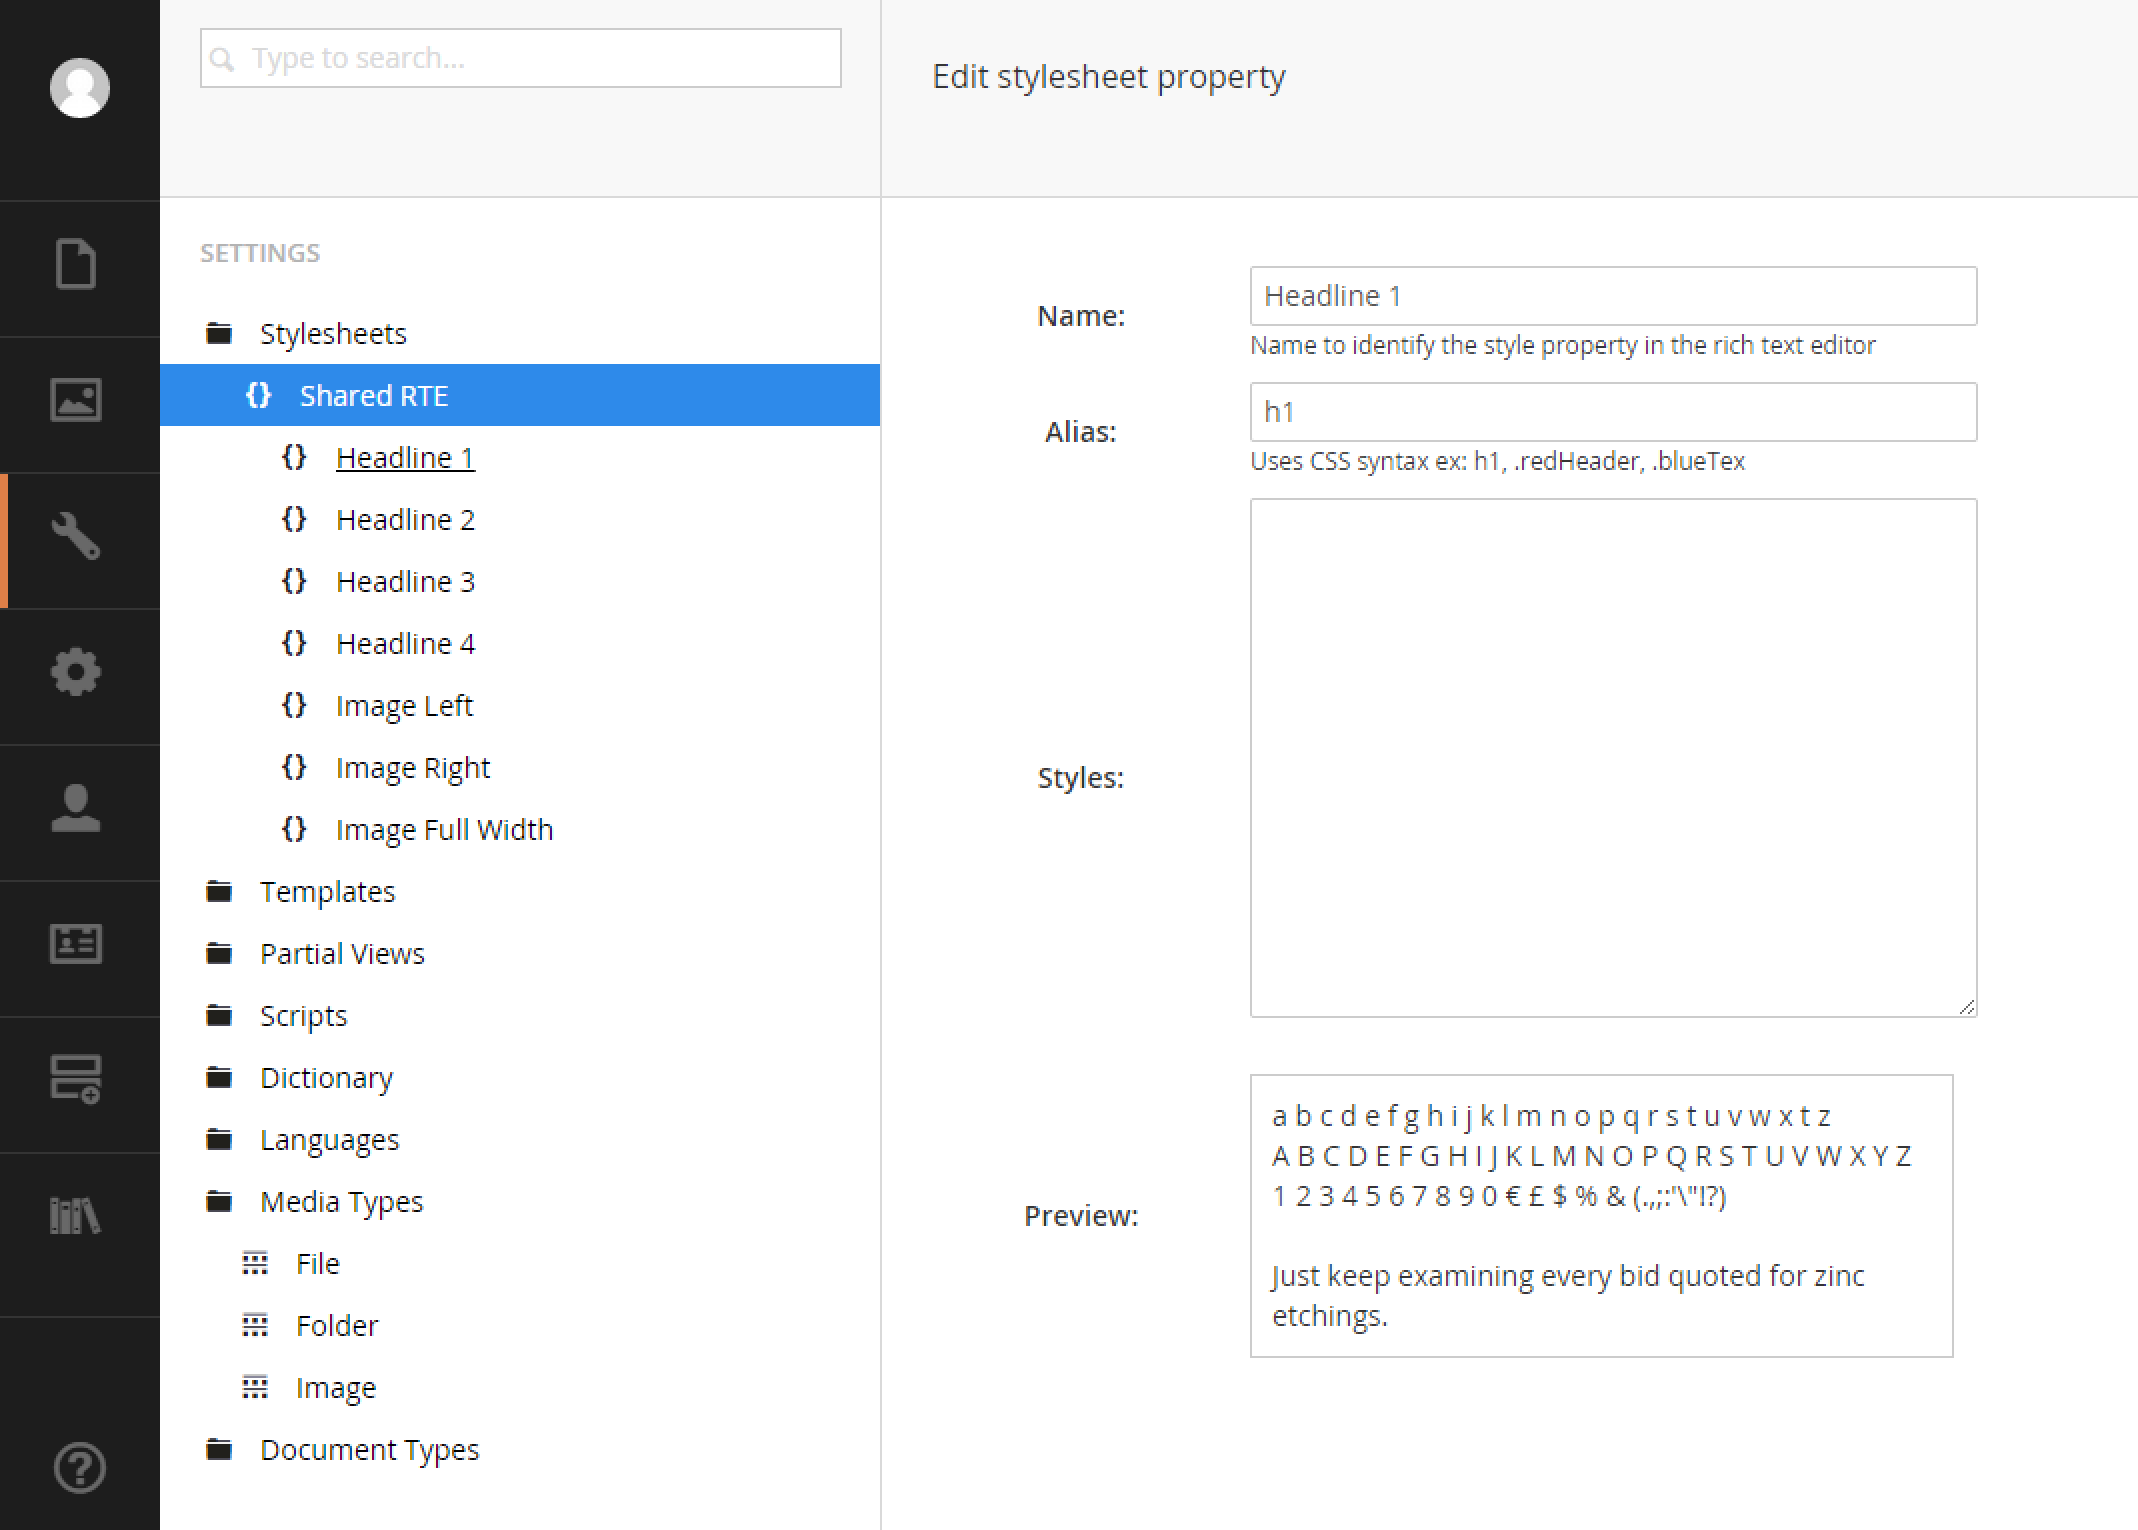 Type to search...
Edit stylesheet property
SETTINGS
Stylesheets
Shared RTE
Headline 1
Headline 2
Headline 3
Headline 4
Image Left
Image Right
Image Full Width
Templates
Partial Views
Scripts
Dictionary
Languages
Media Types
File
Folder
Image
Document Types
Name:
Headline 1
Name to identify the style property in the rich text editor
Alias:
h1
Uses CSS syntax ex: h1, .redHeader, .blueTex
Styles:
Preview:
a b c d e f g h i j k l m n o p q r s t u v w x t z
A B C D E F G H I J K L M N O P Q R S T U V W X Y Z
1 2 3 4 5 6 7 8 9 0 € £ $ % & (.,;:'\"!?)
Just keep examining every bid quoted for zinc
etchings.